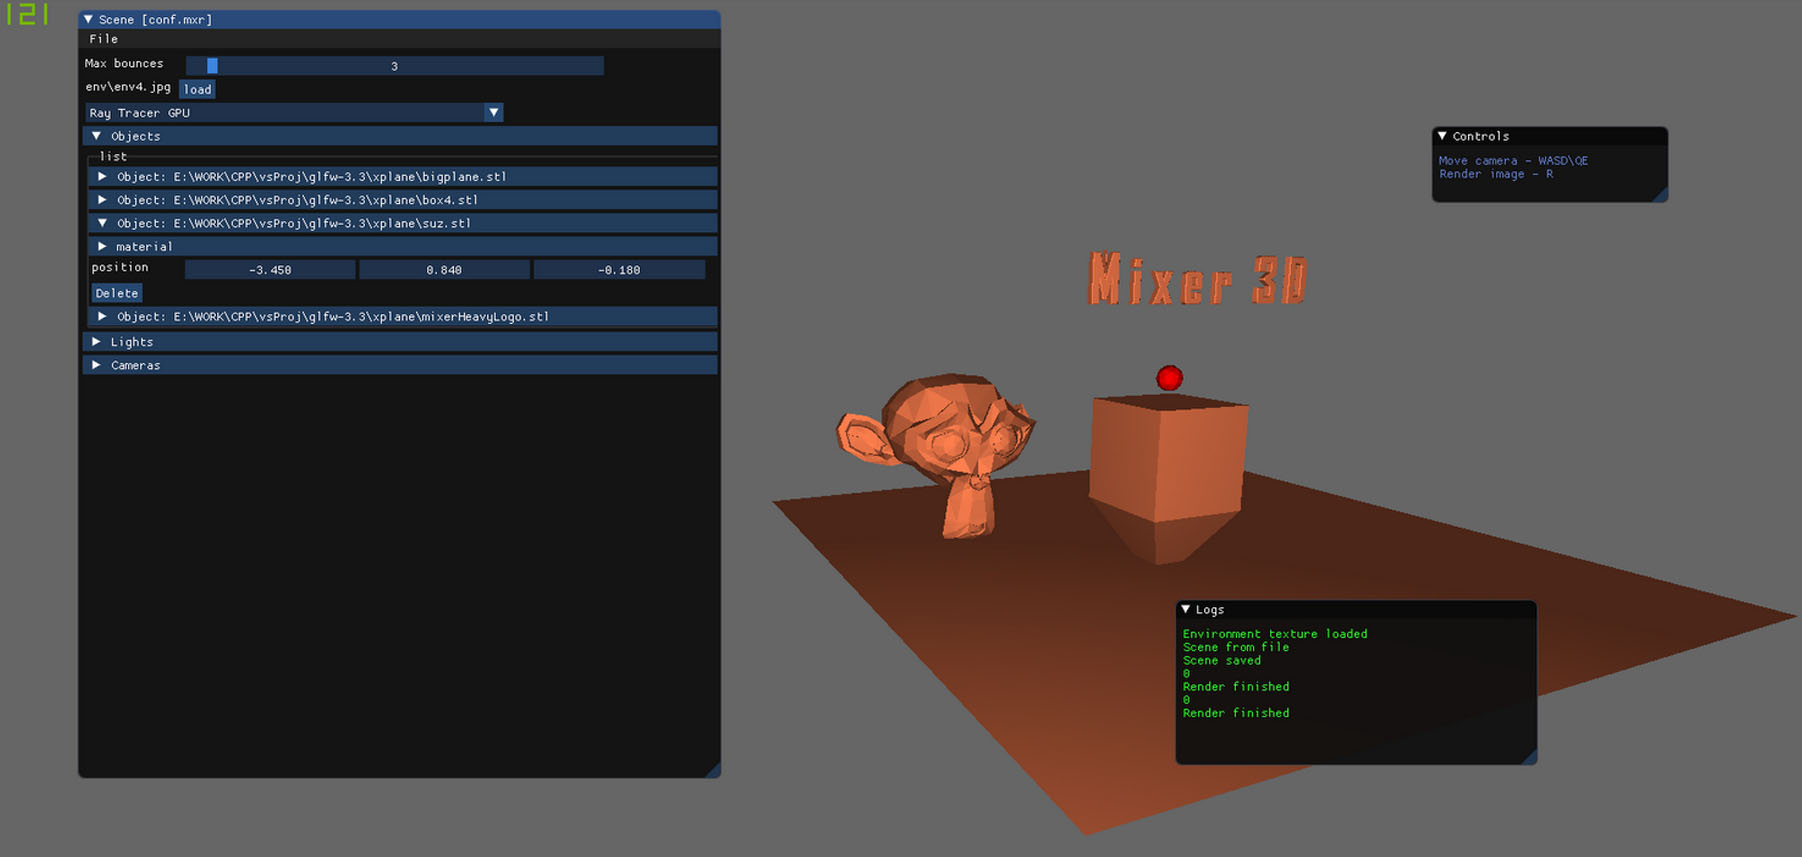 121
Scene [conf.mxr]
File
Max bounces 3
env\env4.jpg load
Ray Tracer GPU
Objects
list
Object: E:\WORK\CPP\vsProj\glfw-3.3\xplane\bigplane.stl
Object: E:\WORK\CPP\vsProj\glfw-3.3\xplane\box4.stl
Object: E:\WORK\CPP\vsProj\glfw-3.3\xplane\suz.stl
material
position -3.450 0.840 -0.180
Delete
Object: E:\WORK\CPP\vsProj\glfw-3.3\xplane\mixerHeavyLogo.stl
Lights
Cameras
Controls
Move camera - WASD\QE
Render image - R
Mixer 3D
Logs
Environment texture loaded
Scene from file
Scene saved
0
Render finished
0
Render finished